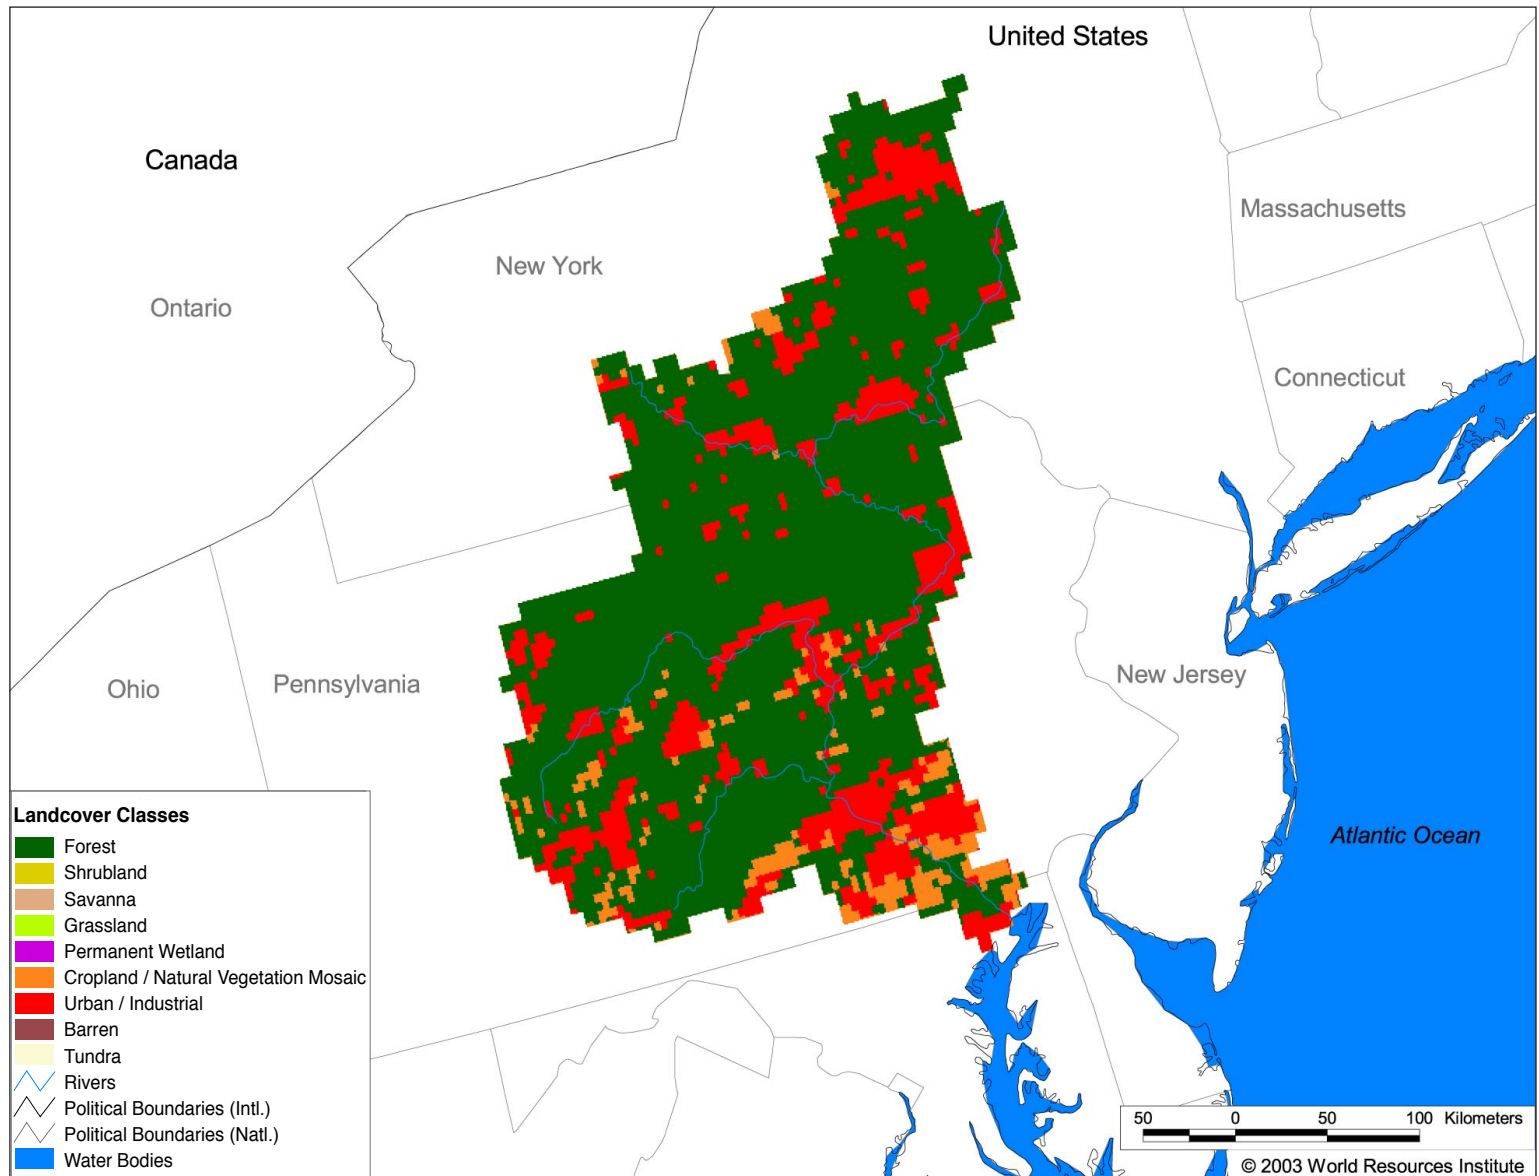 United States
Canada
Massachusetts
New York
Ontario
Connecticut
Ohio
Pennsylvania
New Jersey
Atlantic Ocean
Landcover Classes
Forest
Shrubland
Savanna
Grassland
Permanent Wetland
Cropland / Natural Vegetation Mosaic
Urban / Industrial
Barren
Tundra
Rivers
Political Boundaries (Intl.)
Political Boundaries (Natl.)
Water Bodies
50 0 50 100 Kilometers
© 2003 World Resources Institute